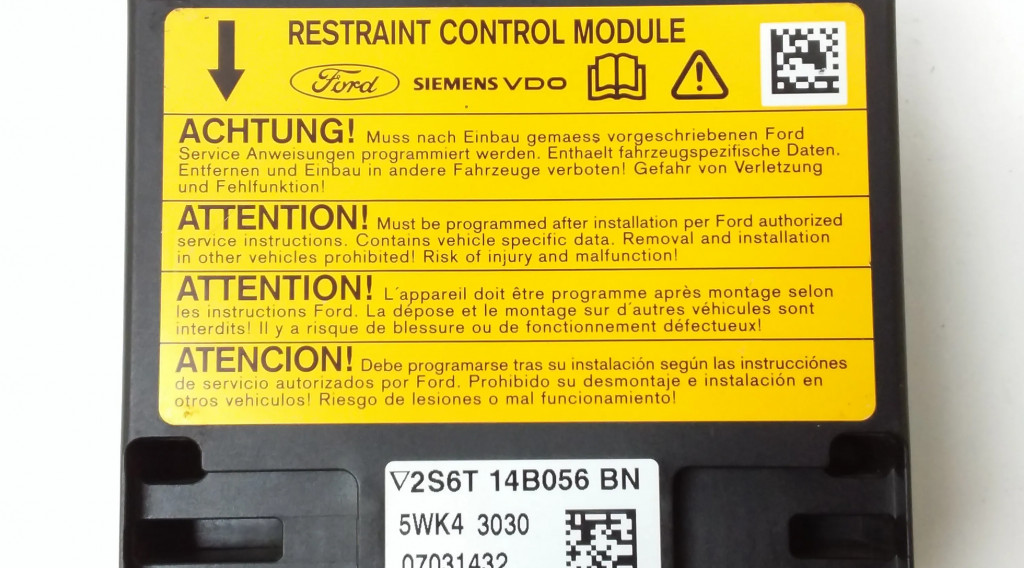 RESTRAINT CONTROL MODULE
Ford SIEMENS VDO
ACHTUNG! Muss nach Einbau gemaess vorgeschriebenen Ford
Service Anweisungen programmiert werden. Enthaelt fahrzeugspezifische Daten.
Entfernen und Einbau in andere Fahrzeuge verboten! Gefahr von Verletzung
und Fehlfunktion!
ATTENTION! Must be programmed after installation per Ford authorized
service instructions. Contains vehicle specific data. Removal and installation
in other vehicles prohibited! Risk of injury and malfunction!
ATTENTION! L'appareil doit être programme après montage selon
les instructions Ford. La dépose et le montage sur d'autres véhicules sont
interdits! Il y a risque de blessure ou de fonctionnement défectueux!
ATENCION! Debe programarse tras su instalación según las instrucciónes
de servicio autorizados por Ford. Prohibido su desmontaje e instalación en
otros vehiculos! Riesgo de lesiones o mal funcionamiento!
▽2S6T 14B056 BN
5WK4 3030
07031432